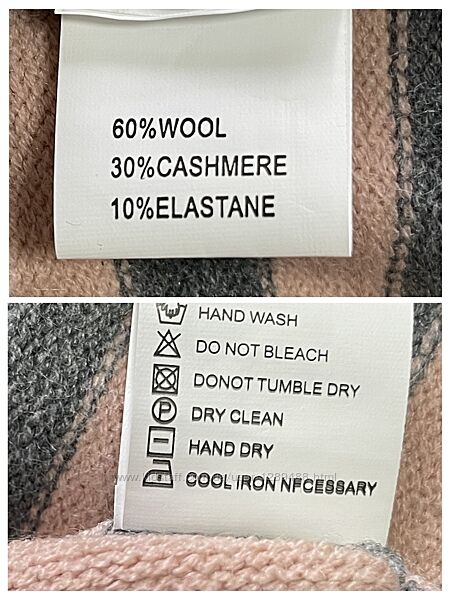 60%WOOL
30%CASHMERE
10%ELASTANE
HAND WASH
DO NOT BLEACH
DONOT TUMBLE DRY
P DRY CLEAN
HAND DRY
COOL IRON NFCESSARY